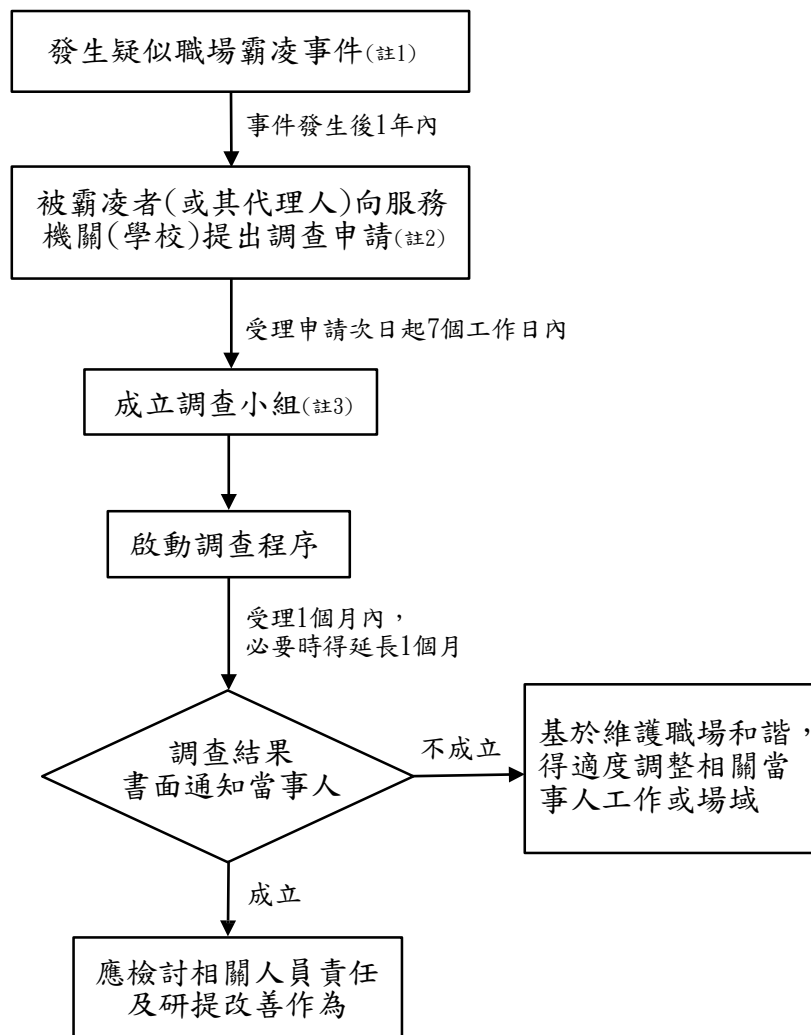 發生疑似職場霸凌事件(註1)
事件發生後1年內
被霸凌者(或其代理人)向服務
機關(學校)提出調查申請(註2)
受理申請次日起7個工作日內
成立調查小組(註3)
啟動調查程序
受理1個月內，
必要時得延長1個月
調查結果
書面通知當事人
不成立
基於維護職場和諧，
得適度調整相關當
事人工作或場域
成立
應檢討相關人員責任
及研提改善作為